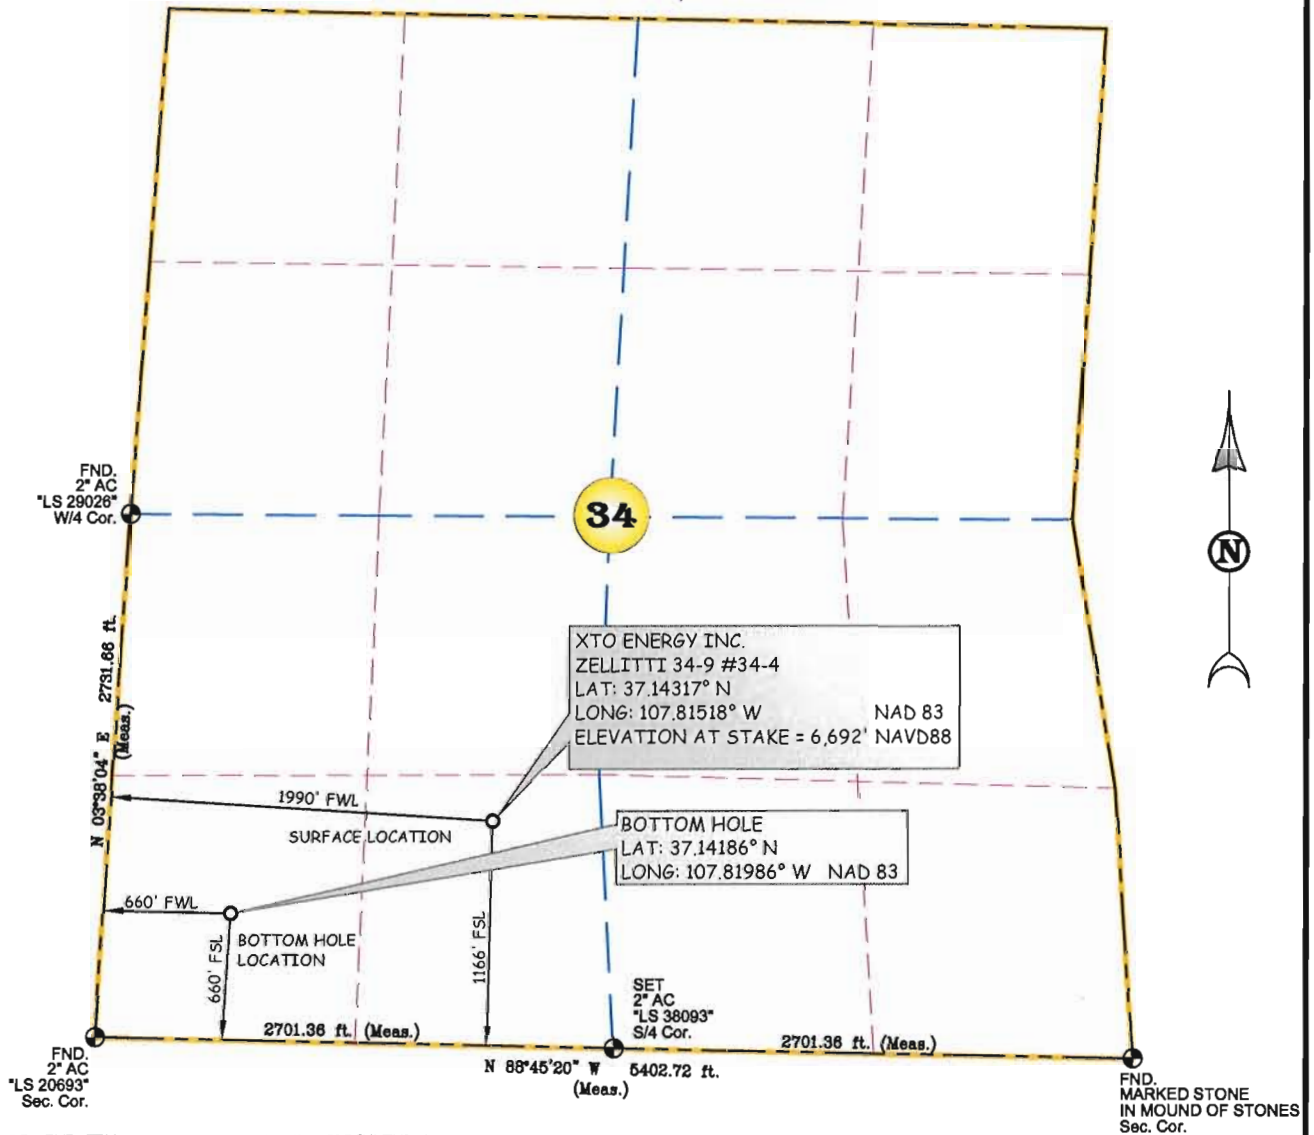 FND.
2" AC
"LS 29026"
W/4 Cor.
34
N
N 03°38'04" E 2731.66 ft.
(Meas.)
XTO ENERGY INC.
ZELLITTI 34-9 #34-4
LAT: 37.14317° N
LONG: 107.81518° W NAD 83
ELEVATION AT STAKE = 6,692' NAVD88
1990' FWL
SURFACE LOCATION
BOTTOM HOLE
LAT: 37.14186° N
LONG: 107.81986° W NAD 83
660' FWL
660' FSL
BOTTOM HOLE
LOCATION
1166' FSL
SET
2" AC
"LS 38093"
S/4 Cor.
2701.36 ft. (Meas.)
2701.36 ft. (Meas.)
N 88°45'20" W 5402.72 ft.
(Meas.)
FND.
2" AC
"LS 20693"
Sec. Cor.
FND.
MARKED STONE
IN MOUND OF STONES
Sec. Cor.